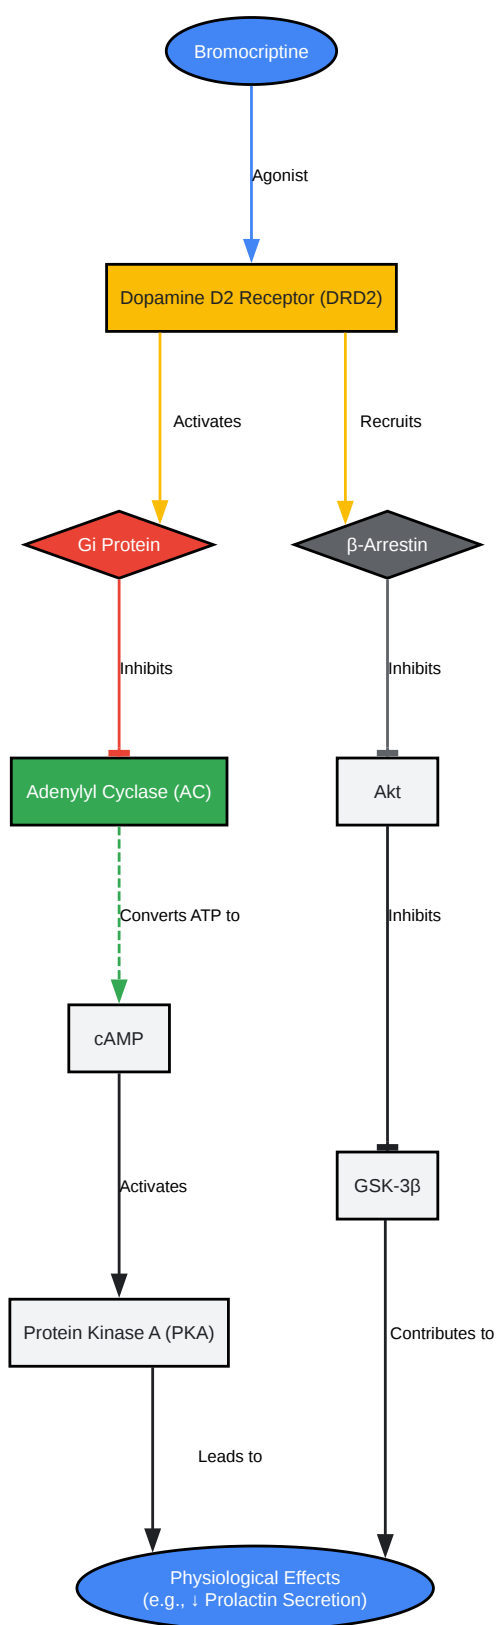 Bromocriptine
Agonist
Dopamine D2 Receptor (DRD2)
Activates
Recruits
Gi Protein
β-Arrestin
Inhibits
Inhibits
Adenylyl Cyclase (AC)
Akt
Converts ATP to
Inhibits
cAMP
Activates
GSK-3β
Protein Kinase A (PKA)
Contributes to
Leads to
Physiological Effects
(e.g., ↓ Prolactin Secretion)